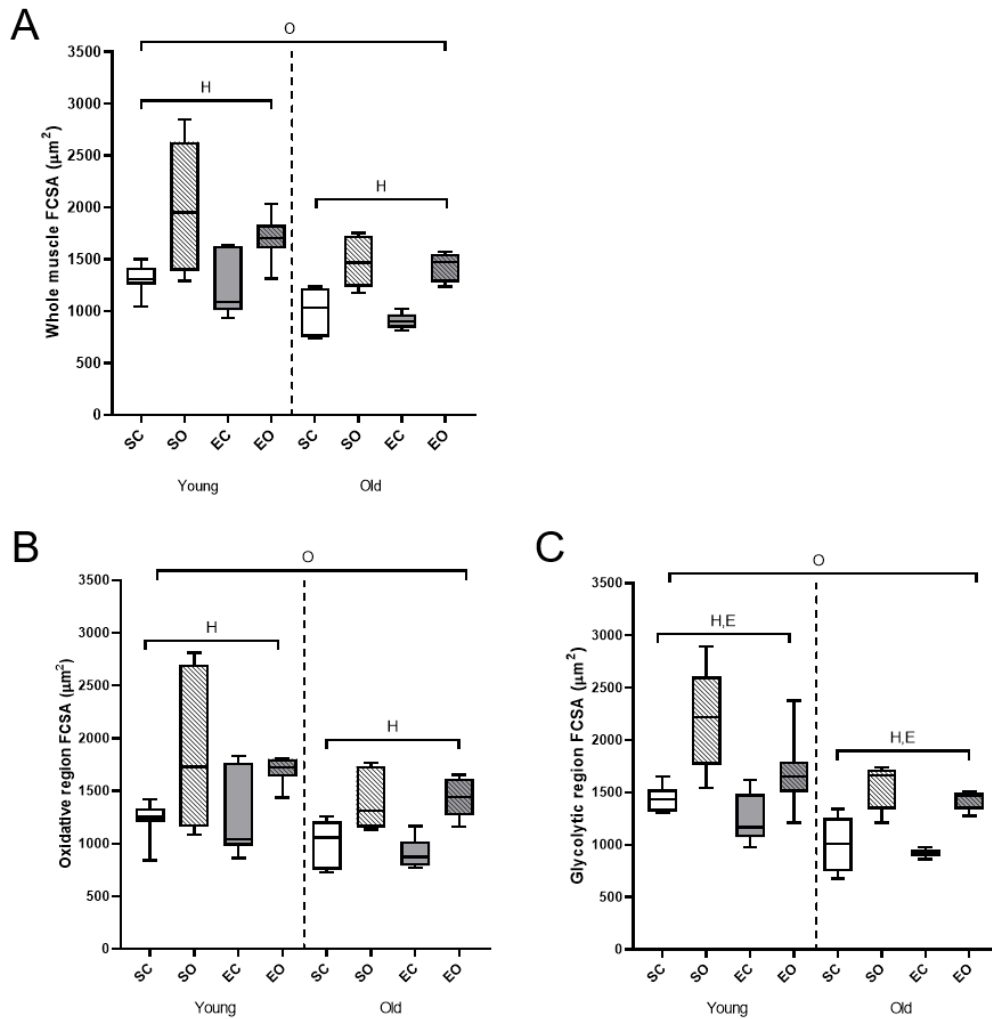 A
O
H
H
Whole muscle FCSA (µm²)
3500
3000
2500
2000
1500
1000
500
0
SC SO EC EO SC SO EC EO
Young Old
B
O
H
H
Oxidative region FCSA (µm²)
3500
3000
2500
2000
1500
1000
500
0
SC SO EC EO SC SO EC EO
Young Old
C
O
H,E
H,E
Glycolytic region FCSA (µm²)
3500
3000
2500
2000
1500
1000
500
0
SC SO EC EO SC SO EC EO
Young Old